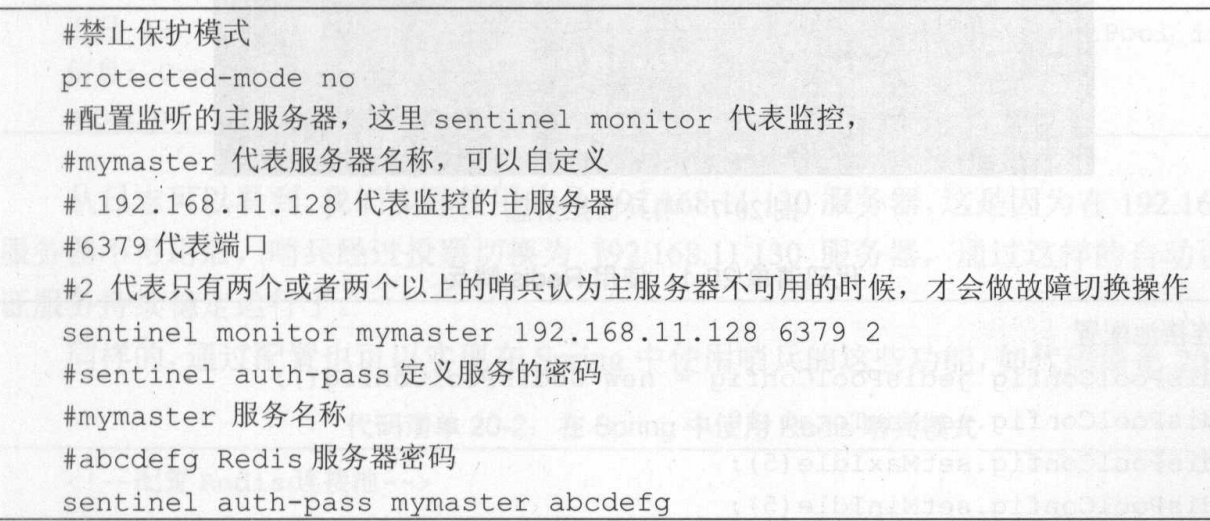 #禁止保护模式
protected-mode no
#配置监听的主服务器，这里 sentinel monitor 代表监控，
#mymaster 代表服务器名称，可以自定义
# 192.168.11.128 代表监控的主服务器
#6379 代表端口
#2 代表只有两个或者两个以上的哨兵认为主服务器不可用的时候，才会做故障切换操作
sentinel monitor mymaster 192.168.11.128 6379 2
#sentinel auth-pass 定义服务的密码
#mymaster 服务名称
#abcdefg Redis 服务器密码
sentinel auth-pass mymaster abcdefg